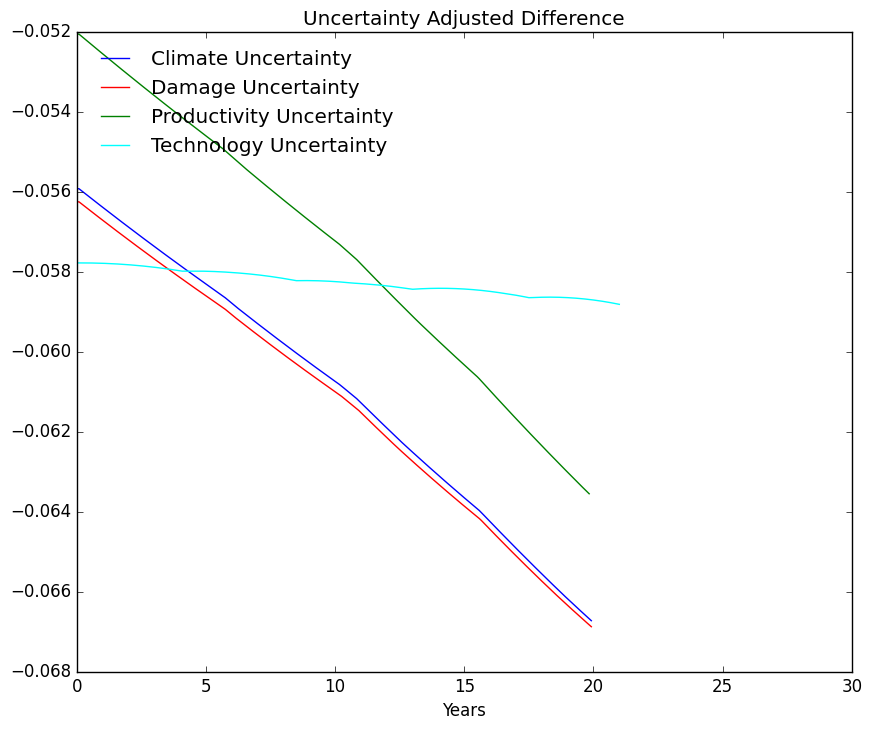 Uncertainty Adjusted Difference
−0.052
Climate Uncertainty
Damage Uncertainty
−0.054
Productivity Uncertainty
Technology Uncertainty
−0.056
−0.058
−0.060
−0.062
−0.064
−0.066
−0.068
0 5 10 15 20 25 30
Years